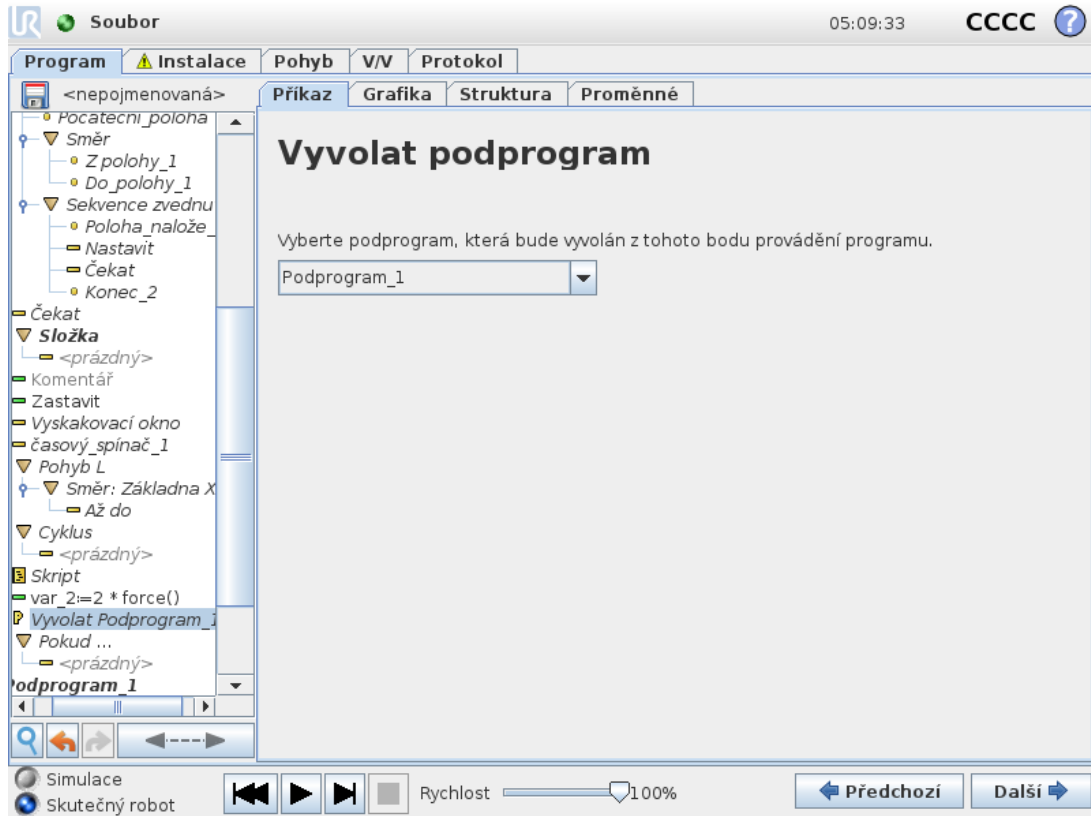 Soubor 05:09:33 CCCC ?
Program Instalace Pohyb V/V Protokol
<nepojmenovaná> Příkaz Grafika Struktura Proměnné
Pocatecni_poloha
Směr
Z polohy_1
Do_polohy_1
Sekvence zvednu
Poloha_nalože_
Nastavit
Čekat
Konec_2
Čekat
Složka
<prázdný>
Komentář
Zastavit
Vyskakovací okno
časový_spínač_1
Pohyb L
Směr: Základna X
Až do
Cyklus
<prázdný>
Skript
var_2:=2 * force()
Vyvolat Podprogram_1
Pokud ...
<prázdný>
Podprogram_1
Vyvolat podprogram
Vyberte podprogram, která bude vyvolán z tohoto bodu provádění programu.
Podprogram_1
Simulace
Skutečný robot
Rychlost 100%
Předchozí Další